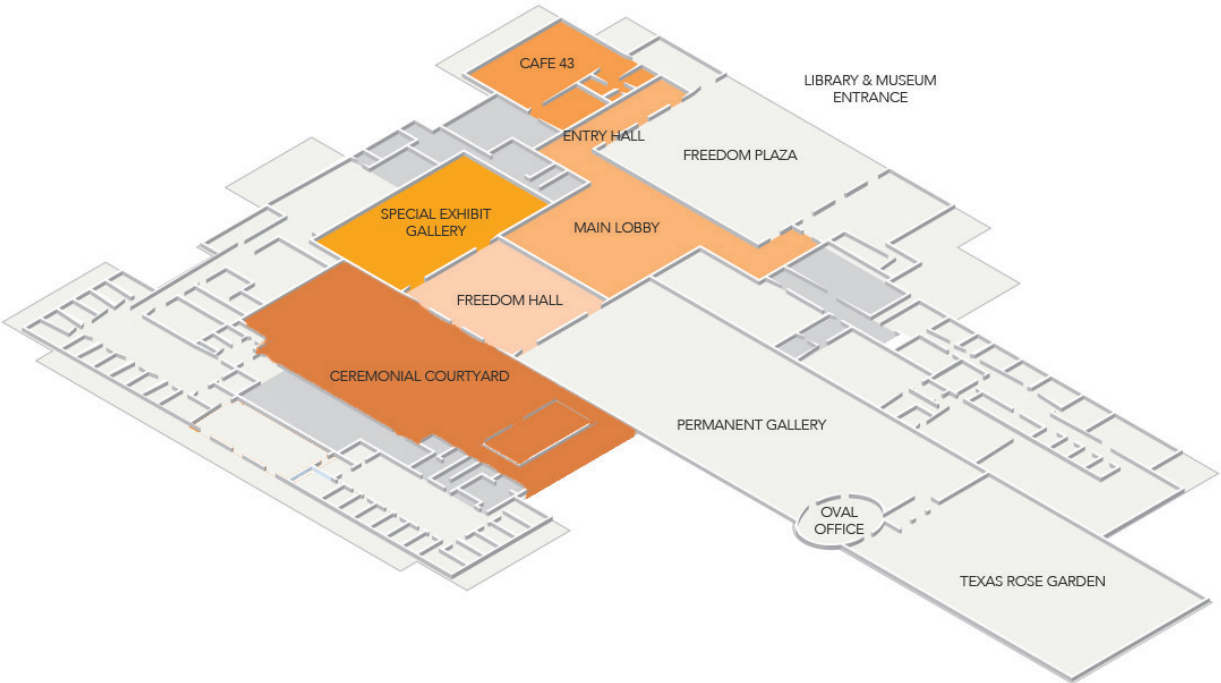 CAFE 43
LIBRARY & MUSEUM
ENTRANCE
ENTRY HALL
FREEDOM PLAZA
SPECIAL EXHIBIT
GALLERY
MAIN LOBBY
FREEDOM HALL
CEREMONIAL COURTYARD
PERMANENT GALLERY
OVAL
OFFICE
TEXAS ROSE GARDEN